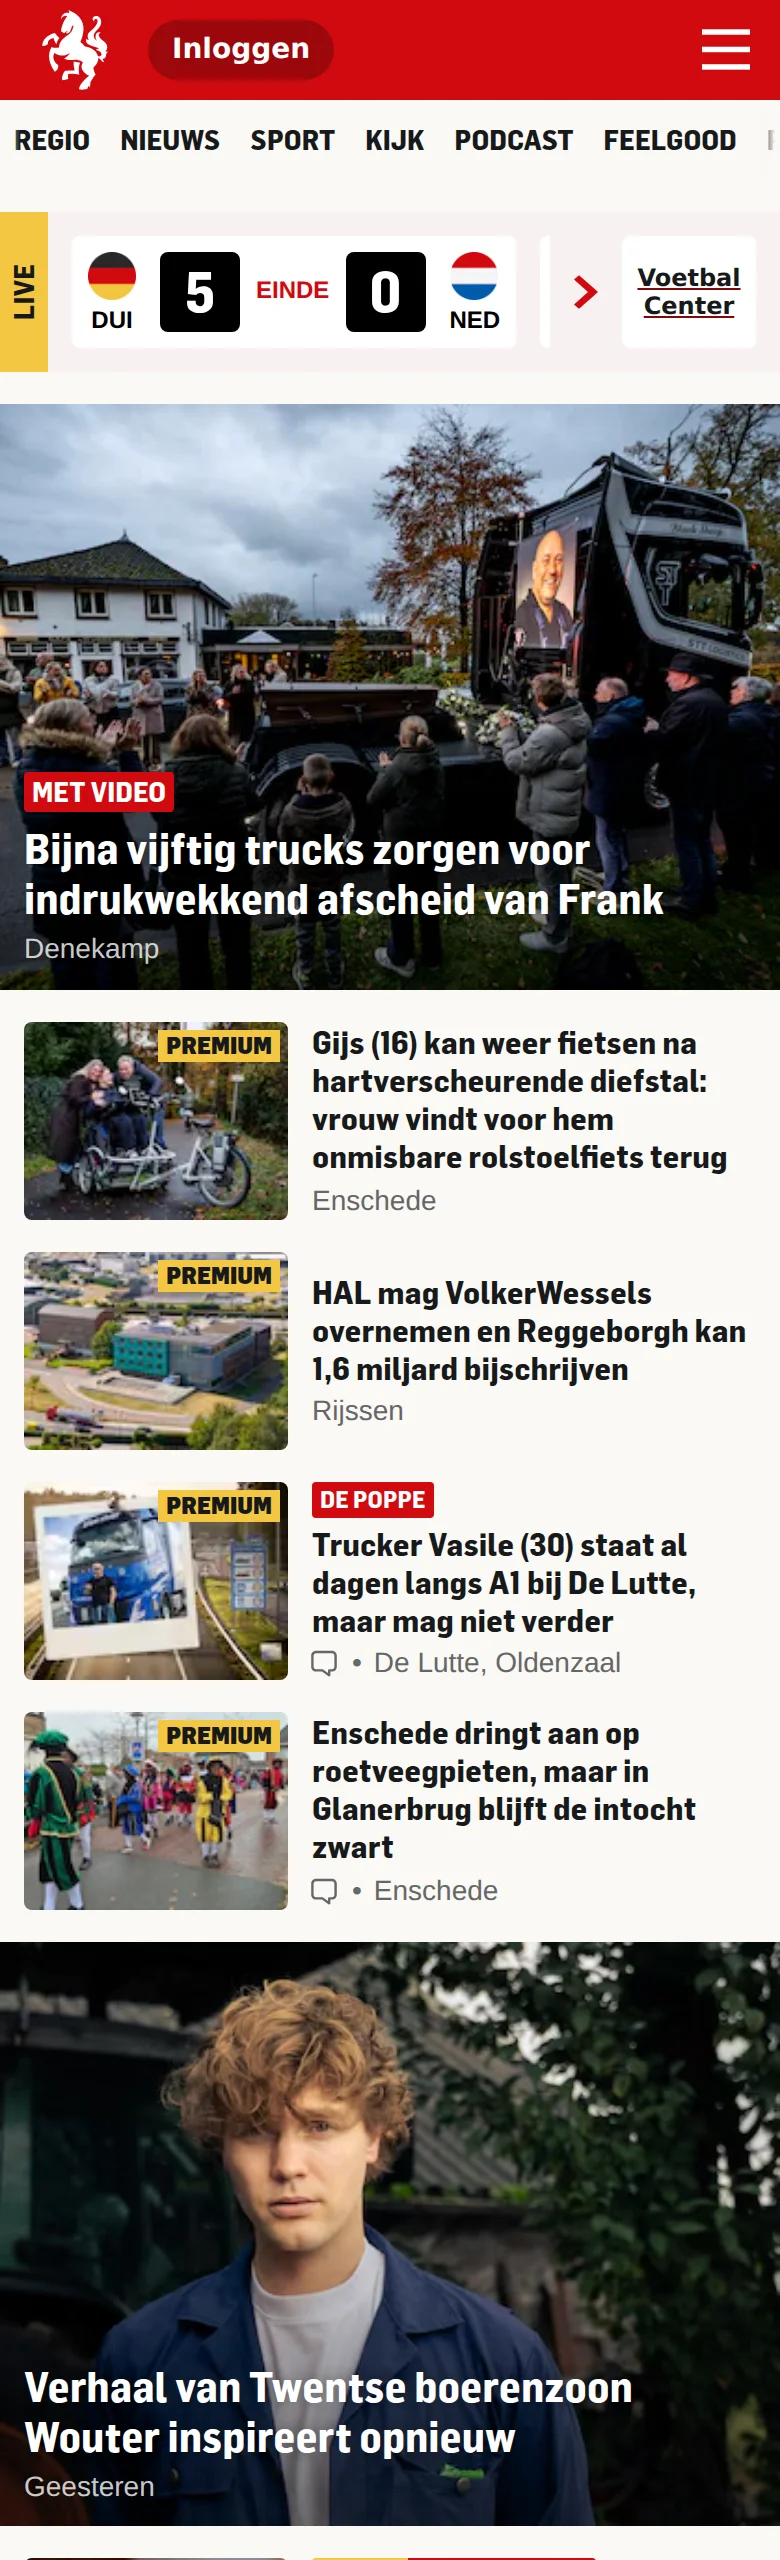 Inloggen
REGIO NIEUWS SPORT KIJK PODCAST FEELGOOD
LIVE
DUI 5 EINDE 0 NED
Voetbal
Center
MET VIDEO
Bijna vijftig trucks zorgen voor
indrukwekkend afscheid van Frank
Denekamp
PREMIUM
Gijs (16) kan weer fietsen na
hartverscheurende diefstal:
vrouw vindt voor hem
onmisbare rolstoelfiets terug
Enschede
PREMIUM
HAL mag VolkerWessels
overnemen en Reggeborgh kan
1,6 miljard bijschrijven
Rijssen
PREMIUM
DE POPPE
Trucker Vasile (30) staat al
dagen langs A1 bij De Lutte,
maar mag niet verder
• De Lutte, Oldenzaal
PREMIUM
Enschede dringt aan op
roetveegpieten, maar in
Glanerbrug blijft de intocht
zwart
• Enschede
Verhaal van Twentse boerenzoon
Wouter inspireert opnieuw
Geesteren